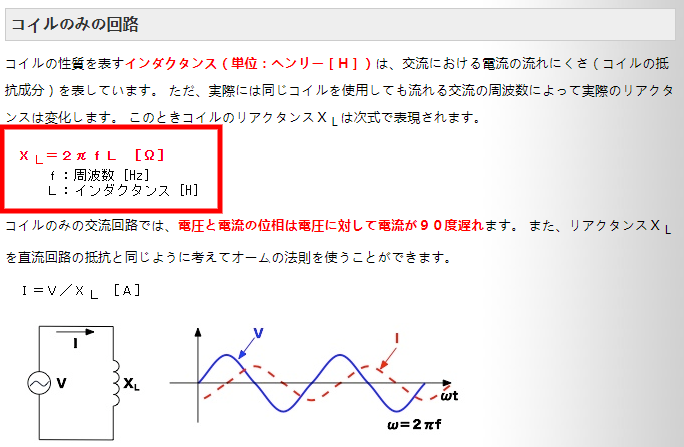 コイルのみの回路
コイルの性質を表すインダクタンス（単位：ヘンリー［Ｈ］）は、交流における電流の流れにくさ（コイルの抵
抗成分）を表しています。 ただ、実際には同じコイルを使用しても流れる交流の周波数によって実際のリアクタ
ンスは変化します。 このときコイルのリアクタンスＸLは次式で表現されます。
ＸL＝２πｆＬ ［Ω］
ｆ：周波数［Hz］
Ｌ：インダクタンス［H］
コイルのみの交流回路では、電圧と電流の位相は電圧に対して電流が９０度遅れます。 また、リアクタンスＸL
を直流回路の抵抗と同じように考えてオームの法則を使うことができます。
Ｉ＝Ｖ／ＸL ［Ａ］
I
V
XL
V
I
ωt
ω=2πf